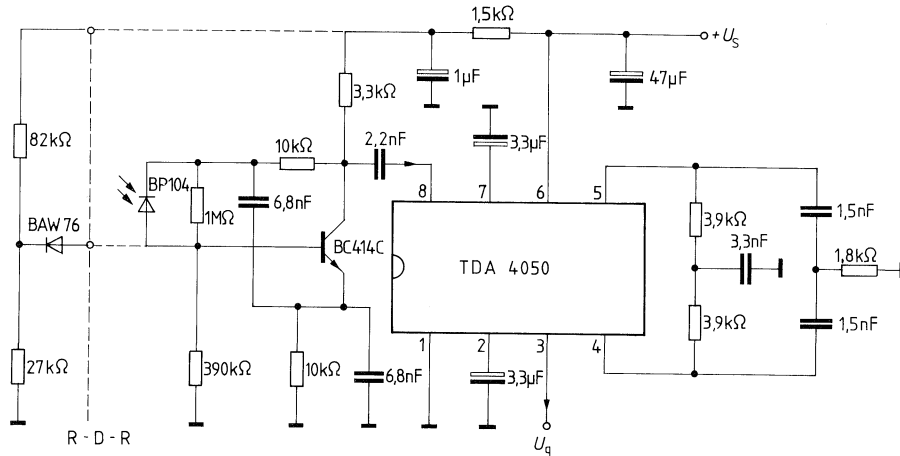 1,5kΩ
+U_S
1µF
47µF
3,3kΩ
3,3µF
82kΩ
10kΩ
2,2nF
8
7
6
5
BP104
1MΩ
6,8nF
3,9kΩ
1,5nF
BAW76
BC414C
TDA 4050
3,3nF
1,8kΩ
3,9kΩ
1,5nF
1
2
3
4
27kΩ
390kΩ
10kΩ
6,8nF
3,3µF
R-D-R
U_q